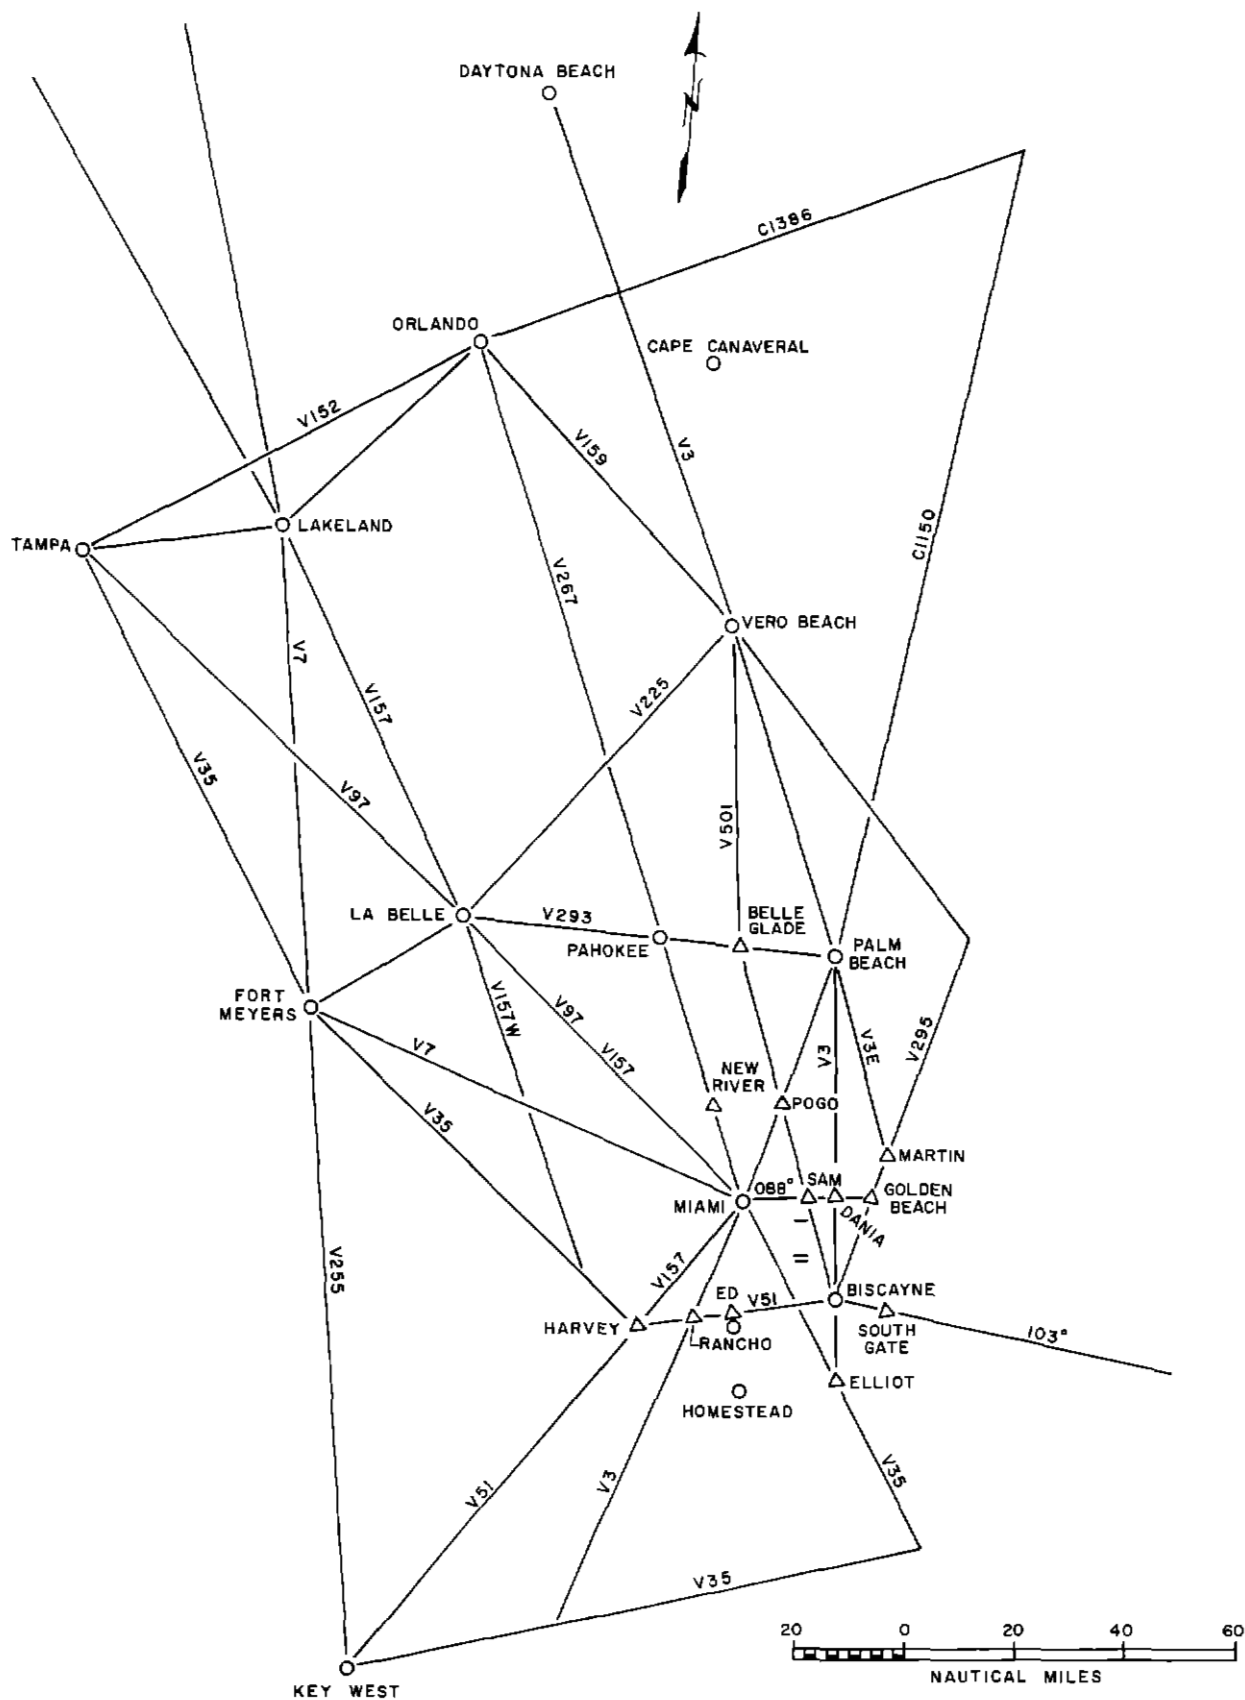 DAYTONA BEACH
N
C1386
ORLANDO
CAPE CANAVERAL
V152
V159
V3
LAKELAND
TAMPA
C1150
V267
VERO BEACH
V7
V157
V225
V35
V97
V501
LA BELLE
V293
BELLE
GLADE
PAHOKEE
PALM
BEACH
FORT
MEYERS
V157W
V97
V157
V7
V3
V3E
V295
NEW
RIVER
POGO
V35
MARTIN
MIAMI
088°
SAM
GOLDEN
BEACH
DANIA
V255
V157
ED
V51
BISCAYNE
HARVEY
RANCHO
SOUTH
GATE
103°
ELLIOT
HOMESTEAD
V51
V3
V35
V35
20 0 20 40 60
NAUTICAL MILES
KEY WEST